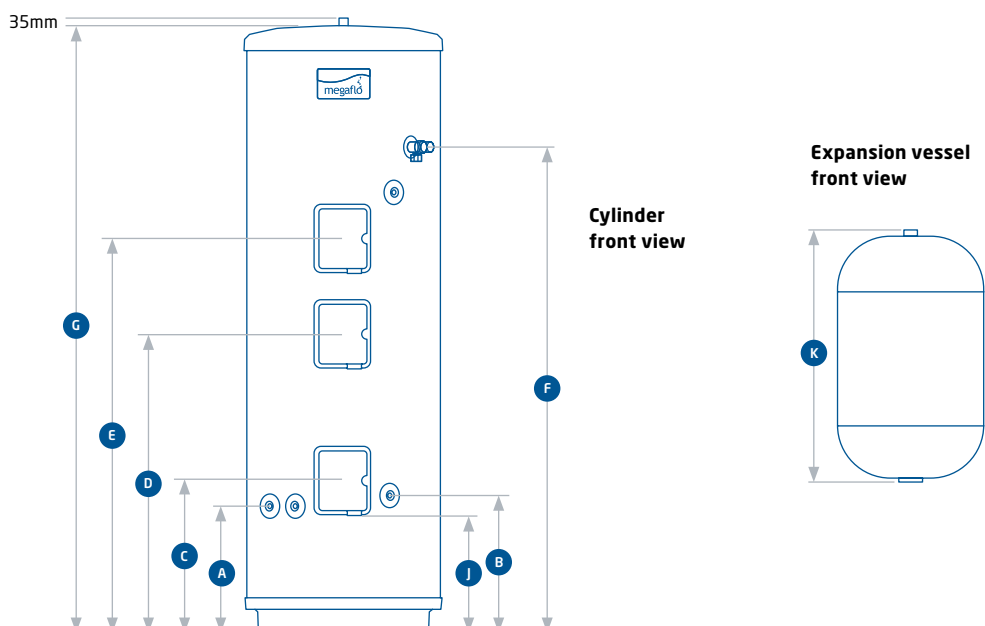 35mm
megaflo
Expansion vessel
front view
Cylinder
front view
G
K
F
E
D
C
A
J
B